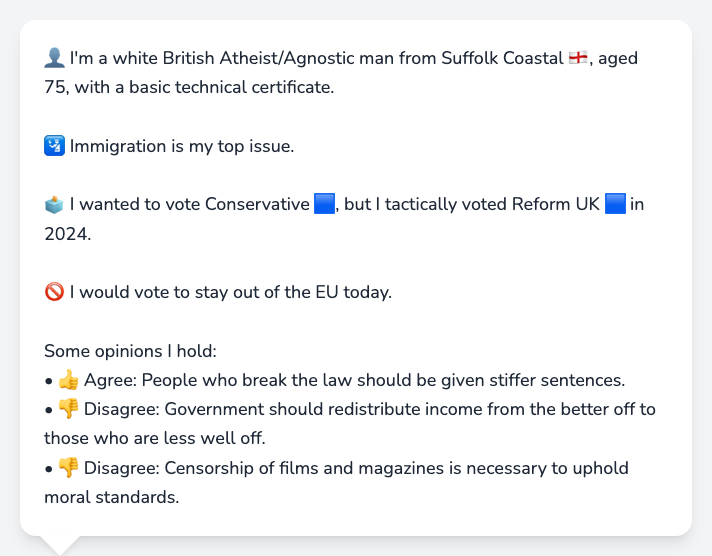 👤 I'm a white British Atheist/Agnostic man from Suffolk Coastal 🏴󠁧󠁢󠁥󠁮󠁧󠁿, aged
75, with a basic technical certificate.
🛂 Immigration is my top issue.
🗳️ I wanted to vote Conservative 🟦, but I tactically voted Reform UK 🟦 in
2024.
🚫 I would vote to stay out of the EU today.
Some opinions I hold:
• 👍 Agree: People who break the law should be given stiffer sentences.
• 👎 Disagree: Government should redistribute income from the better off to
those who are less well off.
• 👎 Disagree: Censorship of films and magazines is necessary to uphold
moral standards.